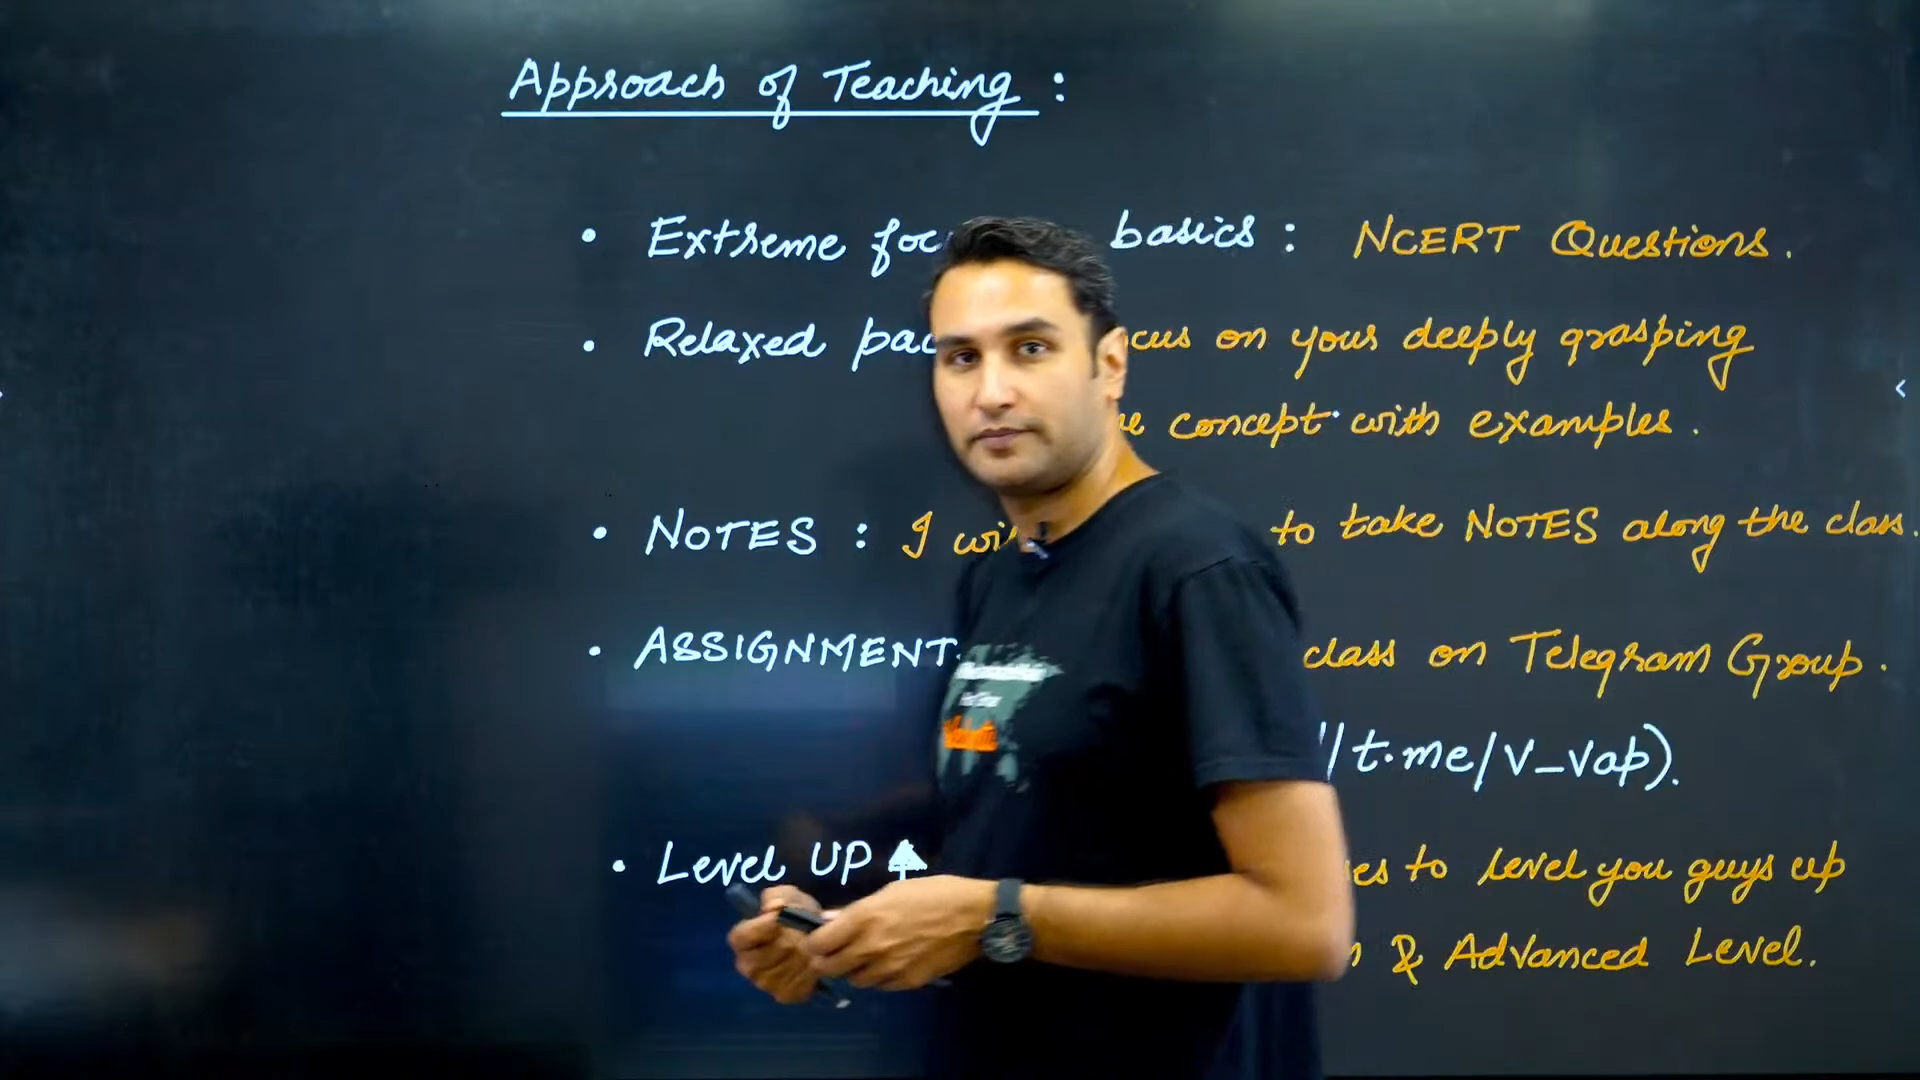 Approach of Teaching :
• Extreme foc basics : NCERT Questions.
• Relaxed pac cus on your deeply grasping
concept with examples.
• NOTES : I wi to take NOTES along the class.
• ASSIGNMENT class on Telegram Group.
//t.me/v_vap).
• Level UP ↑ es to level you guys up
n & Advanced Level.